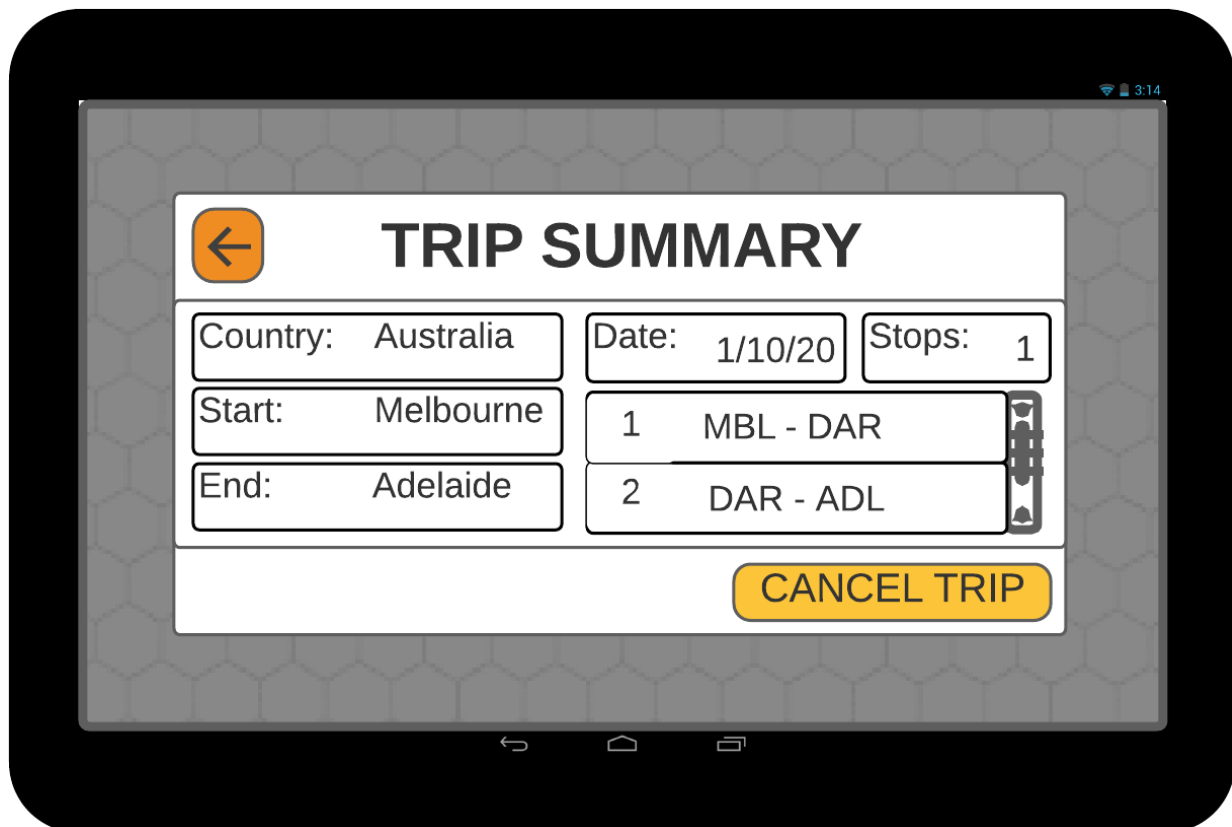 3:14
TRIP SUMMARY
Country: Australia
Date: 1/10/20
Stops: 1
Start: Melbourne
1 MBL - DAR
End: Adelaide
2 DAR - ADL
CANCEL TRIP